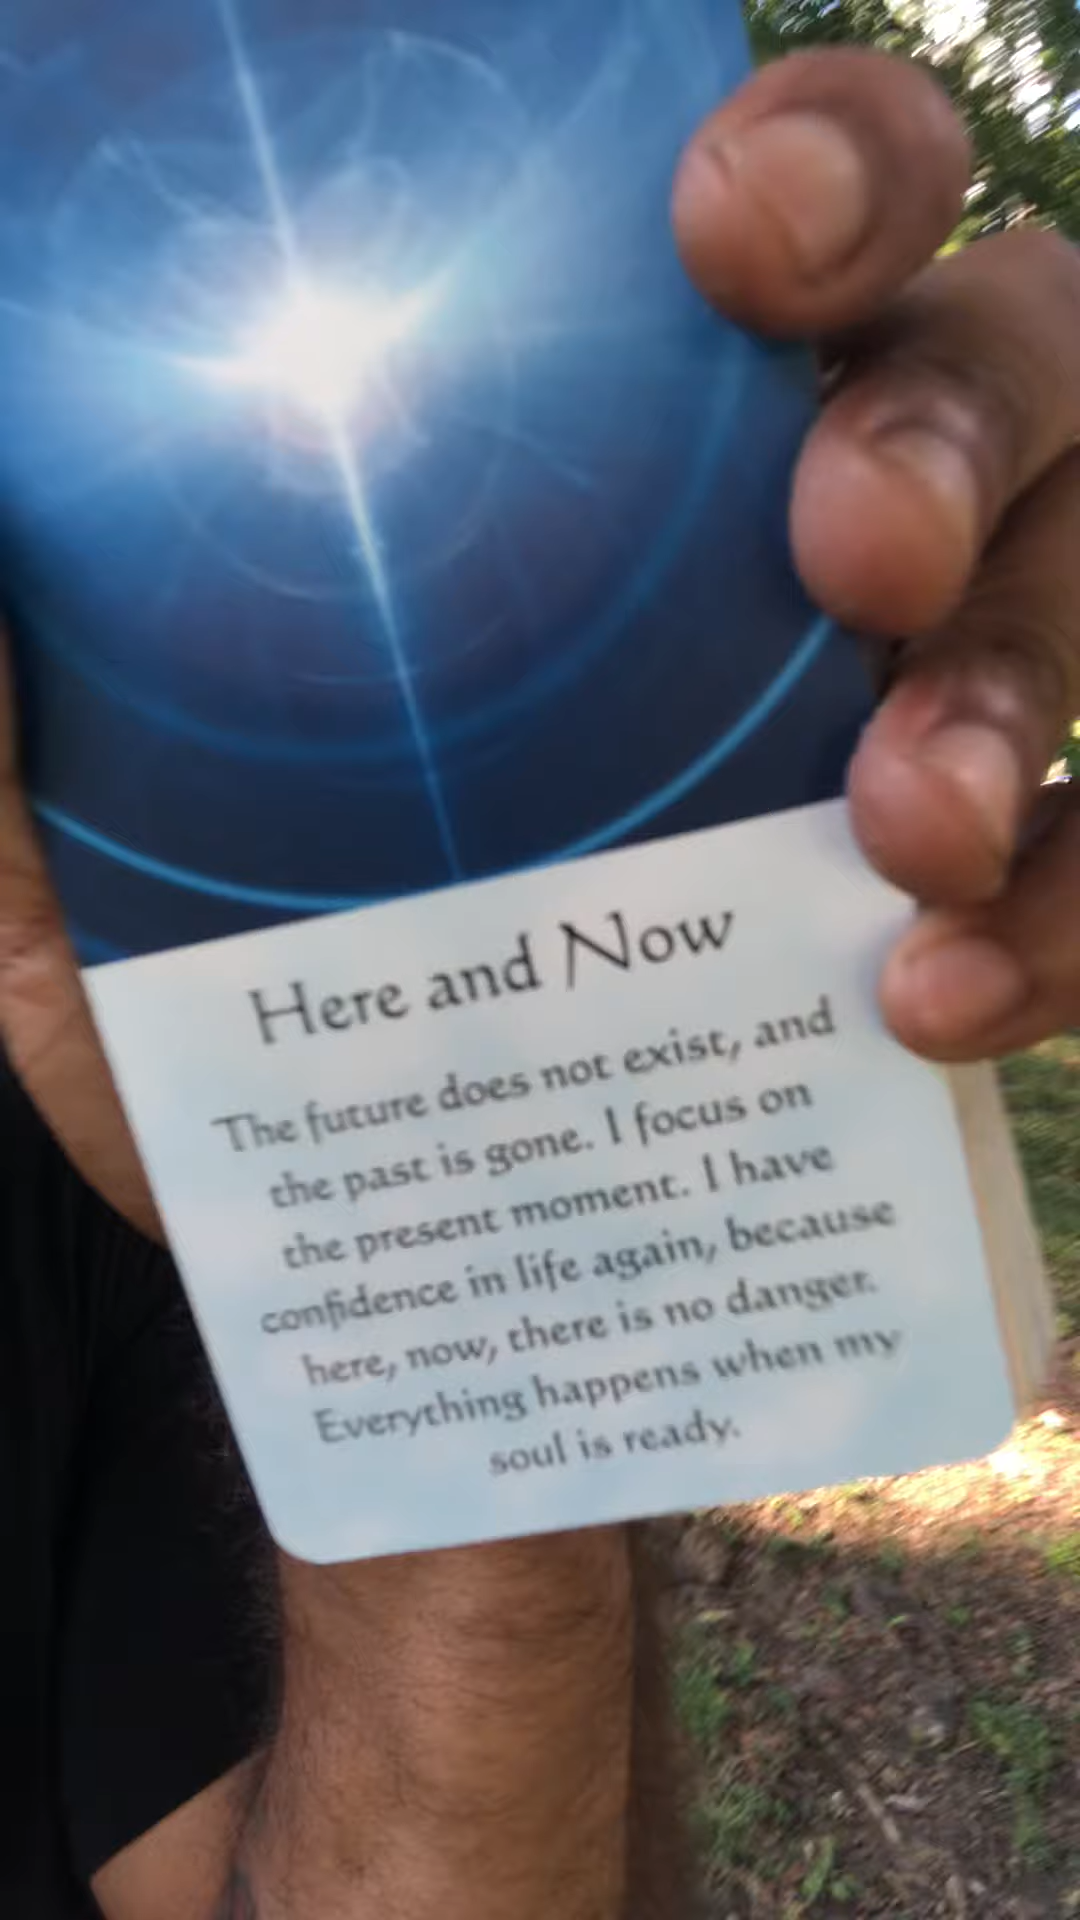 Here and Now
The future does not exist, and
the past is gone. I focus on
the present moment. I have
confidence in life again, because
here, now, there is no danger.
Everything happens when my
soul is ready.